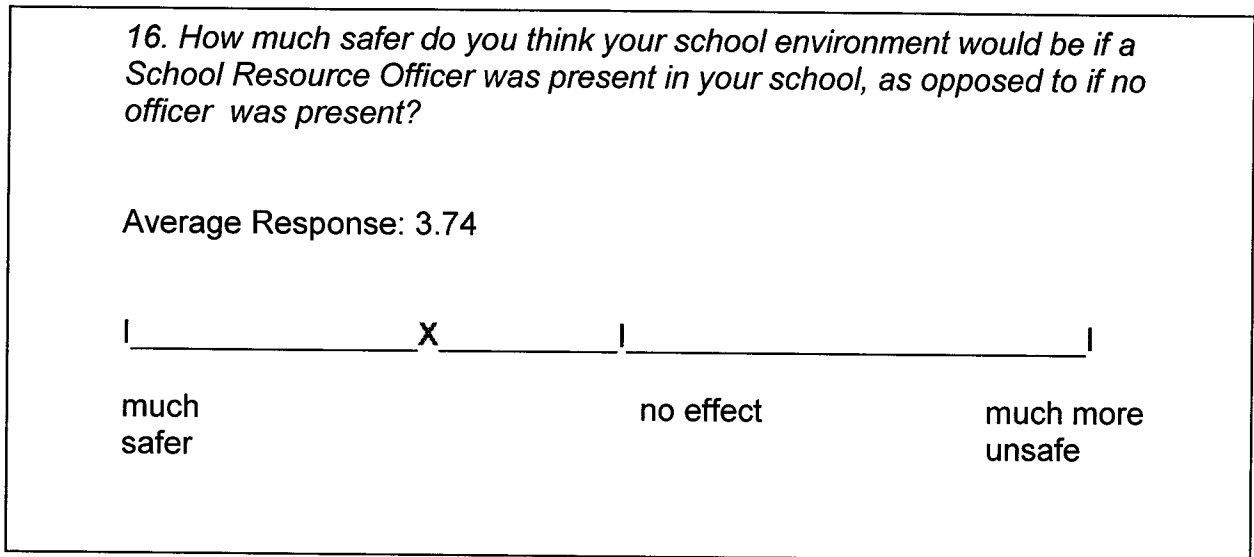 16. How much safer do you think your school environment would be if a
School Resource Officer was present in your school, as opposed to if no
officer was present?
Average Response: 3.74
I___________________X____________I______________________________I
much no effect much more
safer unsafe